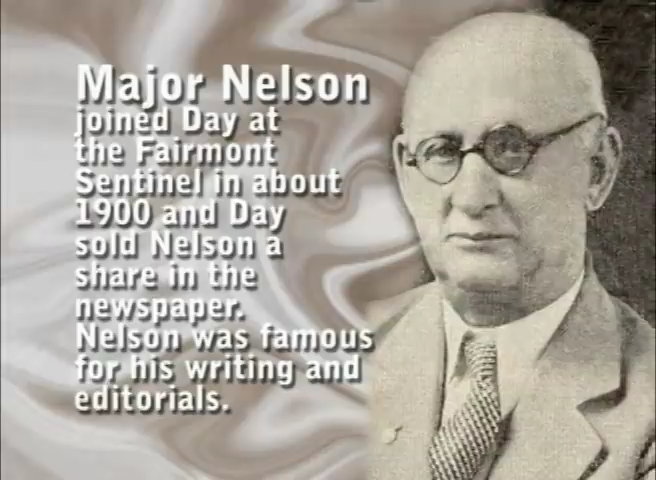 Major Nelson
joined Day at
the Fairmont
Sentinel in about
1900 and Day
sold Nelson a
share in the
newspaper.
Nelson was famous
for his writing and
editorials.